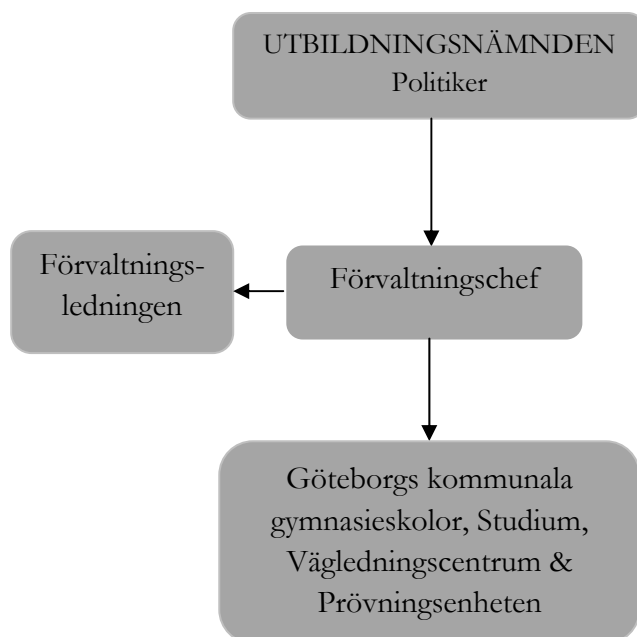 UTBILDNINGSNÄMNDEN
Politiker
Förvaltnings-
ledningen
Förvaltningschef
Göteborgs kommunala
gymnasieskolor, Studium,
Vägledningscentrum &
Prövningsenheten